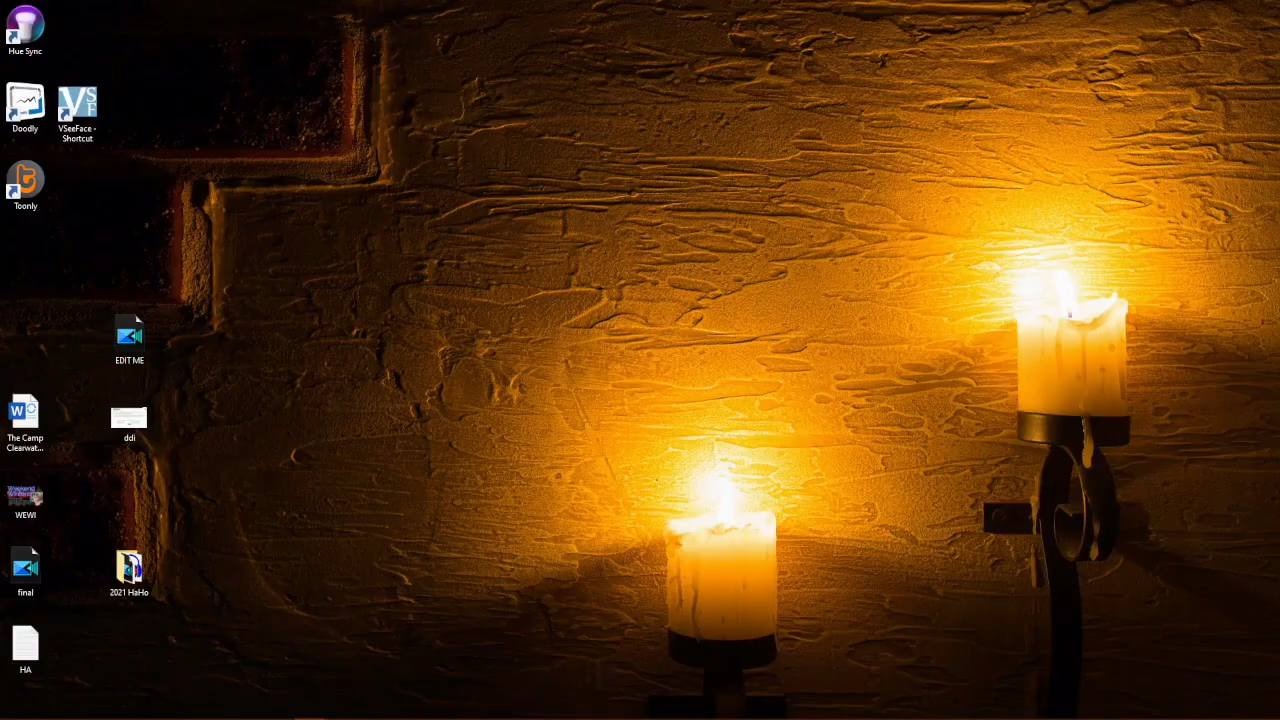 Hue Sync
Doodly
VSeeFace -
Shortcut
Toonly
EDIT ME
The Camp
Clearwat...
ddi
WEWI
final
2021 HaHo
HA